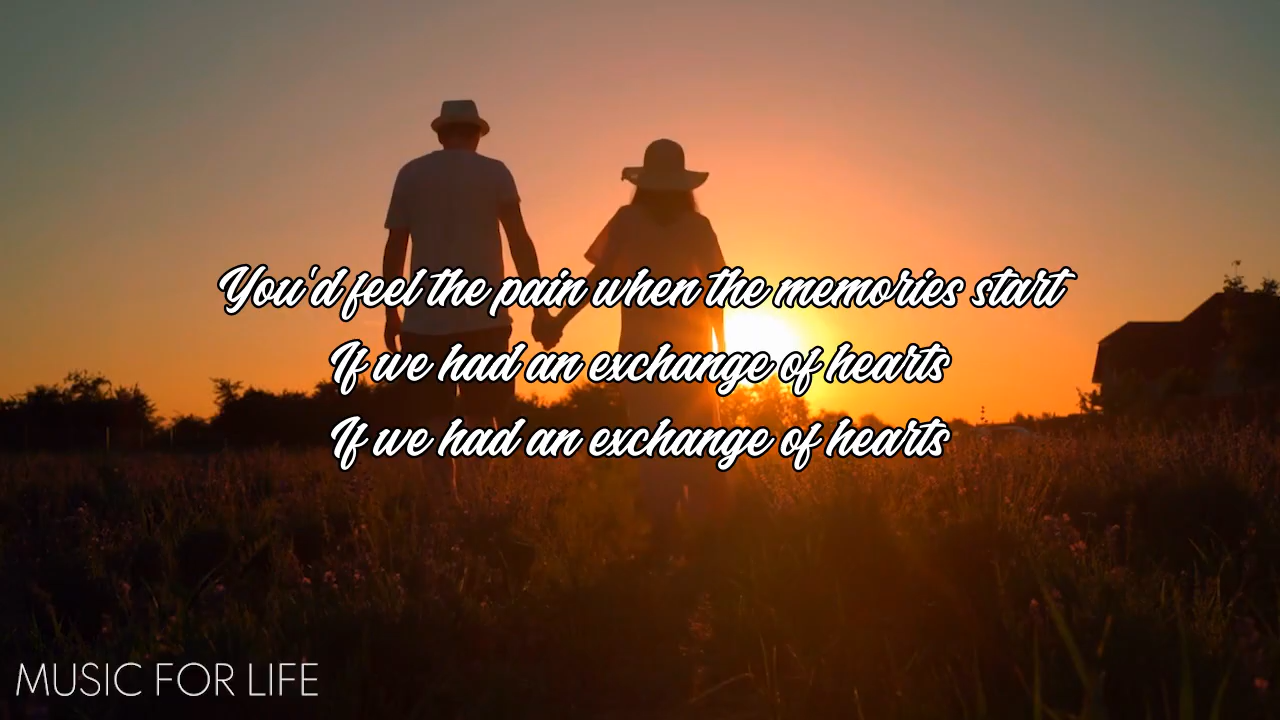 You'd feel the pain when the memories start
If we had an exchange of hearts
If we had an exchange of hearts
MUSIC FOR LIFE